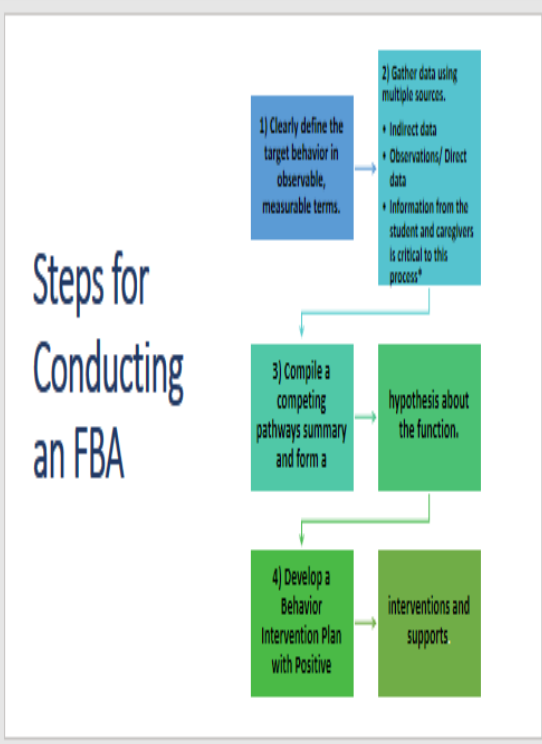 Steps for
Conducting
an FBA
1) Clearly define the
target behavior in
observable,
measurable terms.
2) Gather data using
multiple sources.
• Indirect data
• Observations/ Direct
data
• Information from the
student and caregivers
is critical to this
process*
3) Compile a
competing
pathways summary
and form a
hypothesis about
the function.
4) Develop a
Behavior
Intervention Plan
with Positive
interventions and
supports.